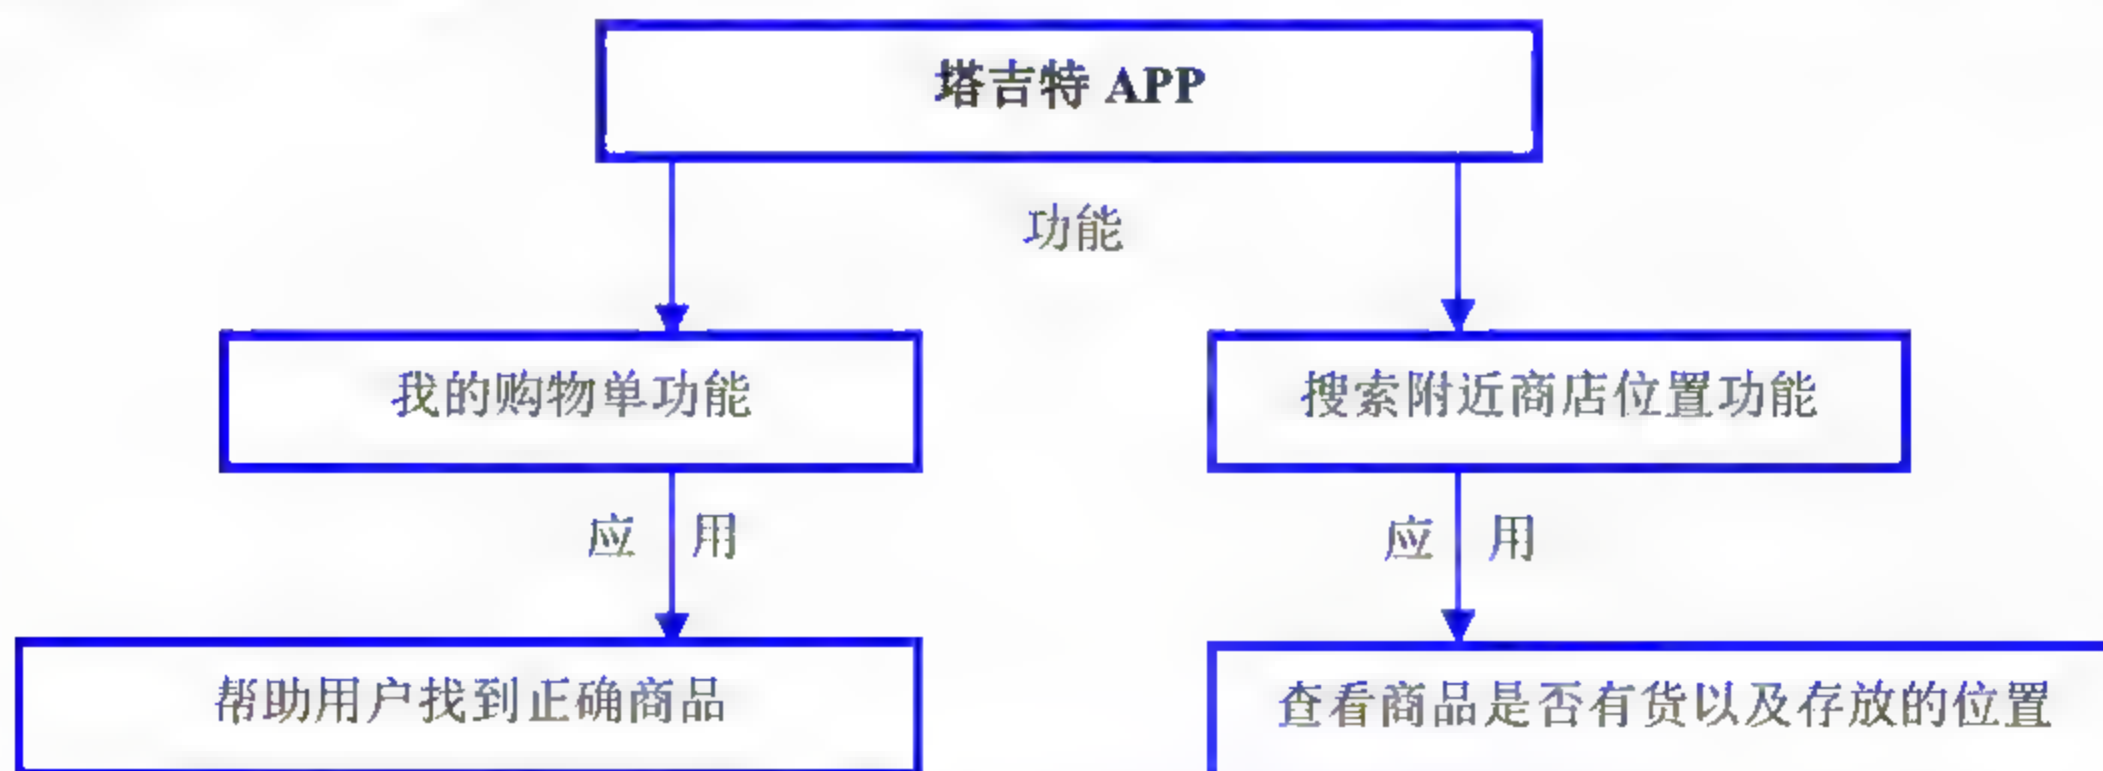 塔吉特 APP
功能
我的购物单功能
搜索附近商店位置功能
应 用
应 用
帮助用户找到正确商品
查看商品是否有货以及存放的位置